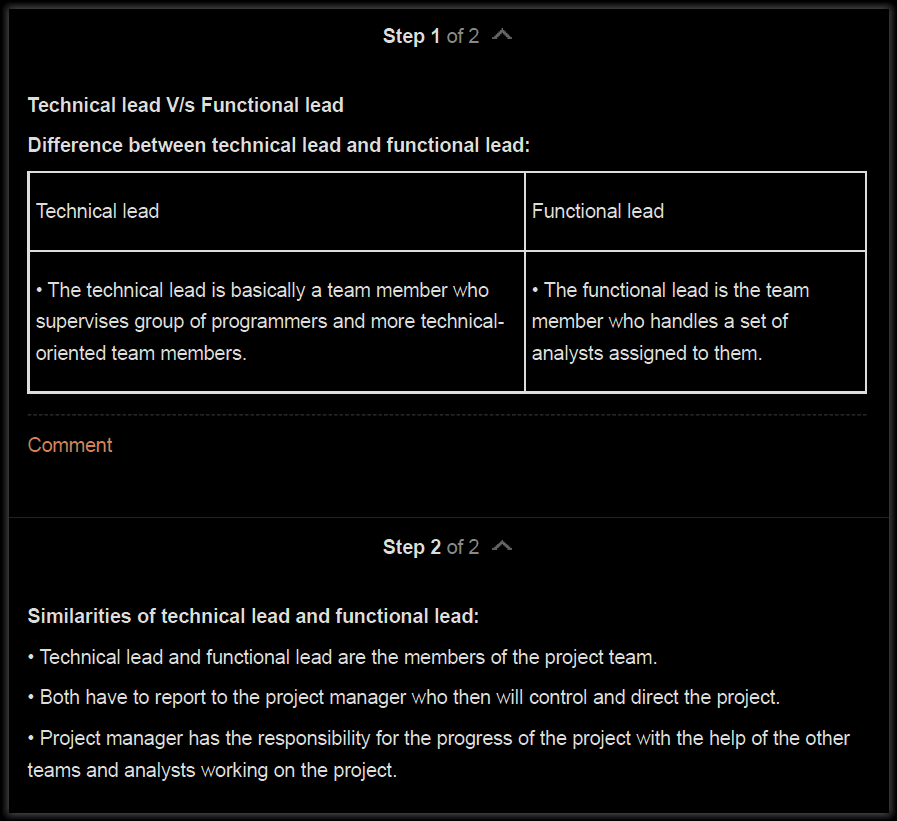 Step 1 of 2
Technical lead V/s Functional lead
Difference between technical lead and functional lead:
Technical lead
Functional lead
• The technical lead is basically a team member who
supervises group of programmers and more technical-
oriented team members.
• The functional lead is the team
member who handles a set of
analysts assigned to them.
Comment
Step 2 of 2
Similarities of technical lead and functional lead:
• Technical lead and functional lead are the members of the project team.
• Both have to report to the project manager who then will control and direct the project.
• Project manager has the responsibility for the progress of the project with the help of the other
teams and analysts working on the project.